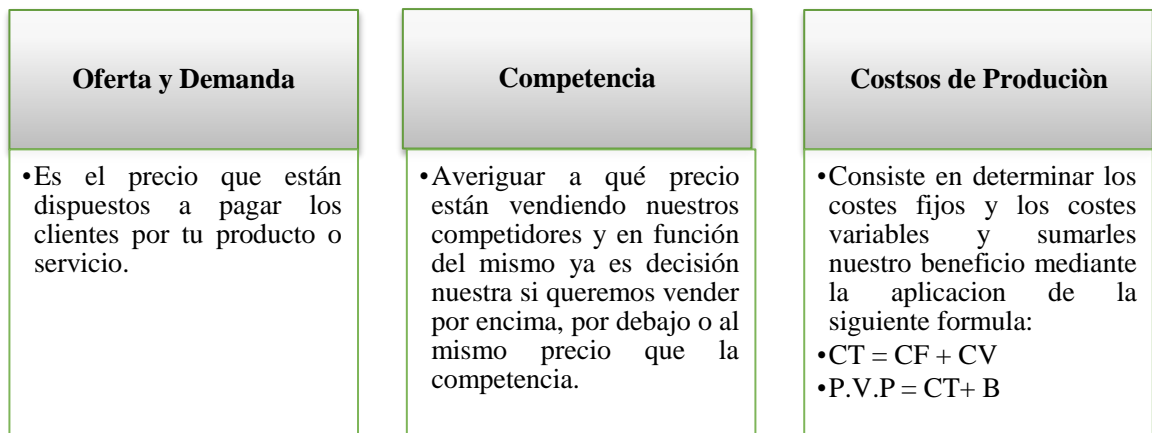 Oferta y Demanda
•Es el precio que están
dispuestos a pagar los
clientes por tu producto o
servicio.
Competencia
•Averiguar a qué precio
están vendiendo nuestros
competidores y en función
del mismo ya es decisión
nuestra si queremos vender
por encima, por debajo o al
mismo precio que la
competencia.
Costsos de Produciòn
•Consiste en determinar los
costes fijos y los costes
variables y sumarles
nuestro beneficio mediante
la aplicacion de la
siguiente formula:
•CT = CF + CV
•P.V.P = CT+ B